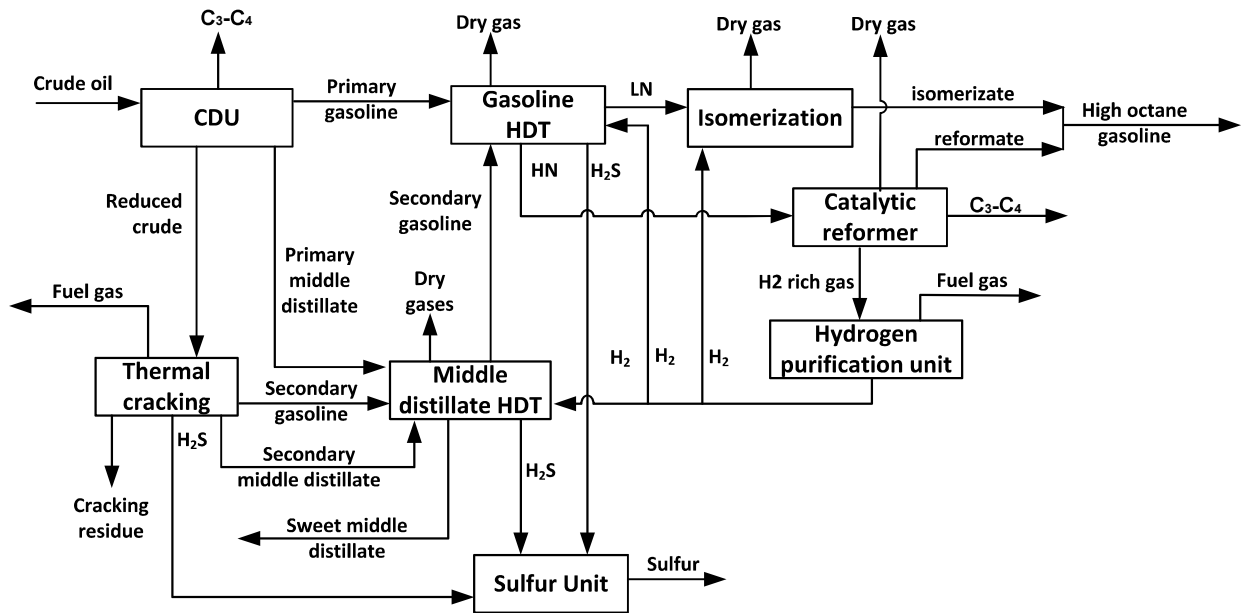 C₃-C₄
Dry gas
Dry gas
Dry gas
Crude oil
CDU
Primary
gasoline
Gasoline
HDT
LN
Isomerization
isomerizate
High octane
gasoline
reformate
HN
H₂S
Reduced
crude
Secondary
gasoline
Catalytic
reformer
C₃-C₄
Primary
middle
distillate
Dry
gases
H2 rich gas
Fuel gas
Fuel gas
Hydrogen
purification unit
H₂
H₂
H₂
Thermal
cracking
Secondary
gasoline
Middle
distillate HDT
H₂S
Secondary
middle distillate
H₂S
Cracking
residue
Sweet middle
distillate
Sulfur Unit
Sulfur